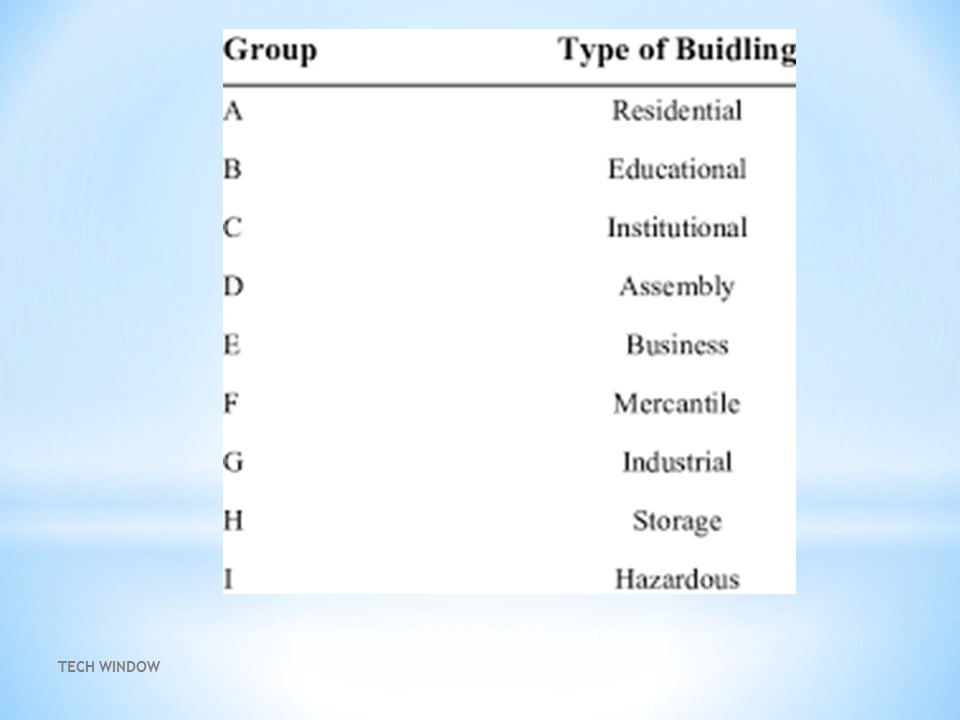 Group Type of Buidling
A Residential
B Educational
C Institutional
D Assembly
E Business
F Mercantile
G Industrial
H Storage
I Hazardous
TECH WINDOW